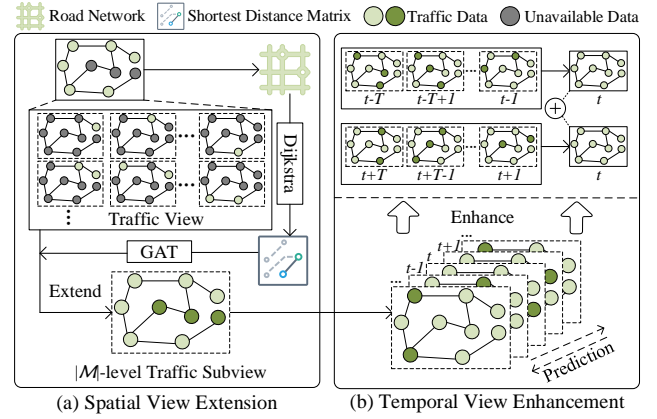 Road Network
Shortest Distance Matrix
Traffic Data
Unavailable Data
Dijkstra
...
...
Traffic View
GAT
Extend
|M|-level Traffic Subview
(a) Spatial View Extension
...
t-T
t-T+1
t-1
t
+
...
t+T
t+T-1
t+1
t
Enhance
...
t+1
t
t-1
...
Prediction
(b) Temporal View Enhancement